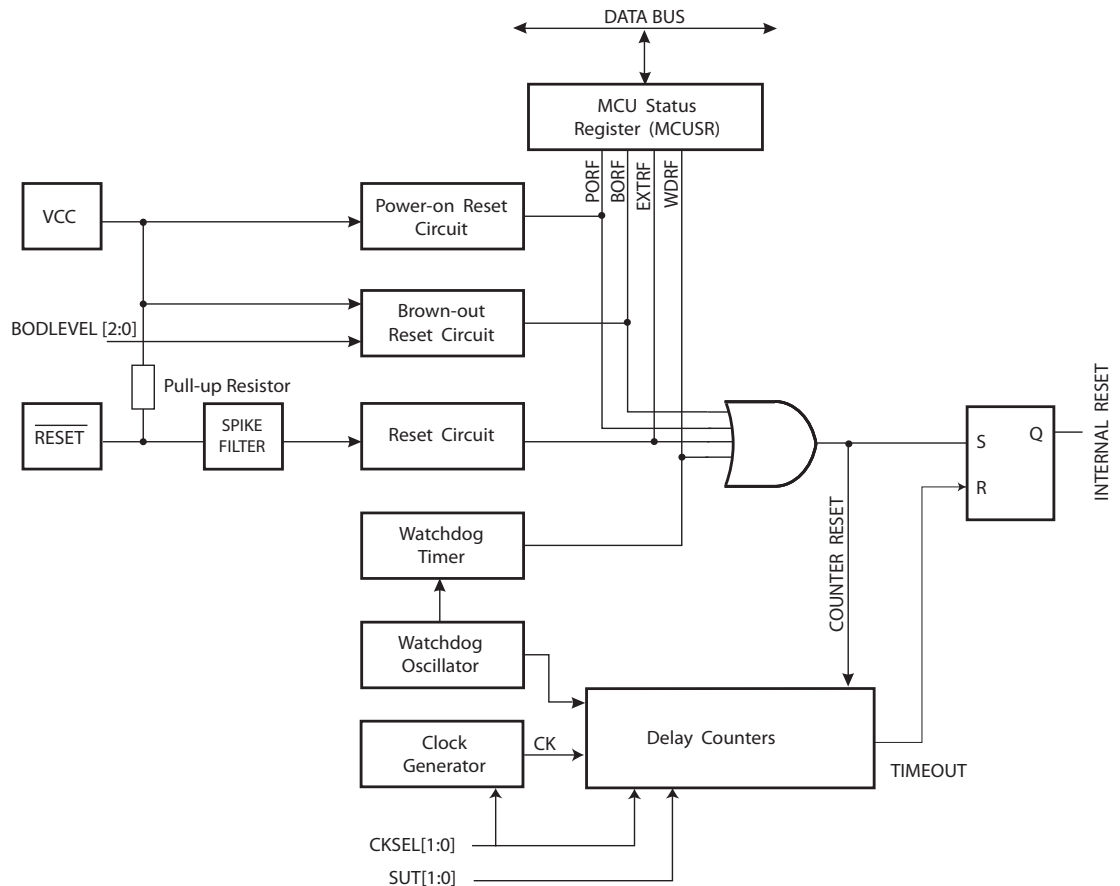 DATA BUS
MCU Status
Register (MCUSR)
PORF
BORF
EXTRF
WDRF
VCC
Power-on Reset
Circuit
BODLEVEL [2:0]
Brown-out
Reset Circuit
Pull-up Resistor
RESET
SPIKE
FILTER
Reset Circuit
S
Q
R
INTERNAL RESET
Watchdog
Timer
COUNTER RESET
Watchdog
Oscillator
Clock
Generator
CK
Delay Counters
TIMEOUT
CKSEL[1:0]
SUT[1:0]